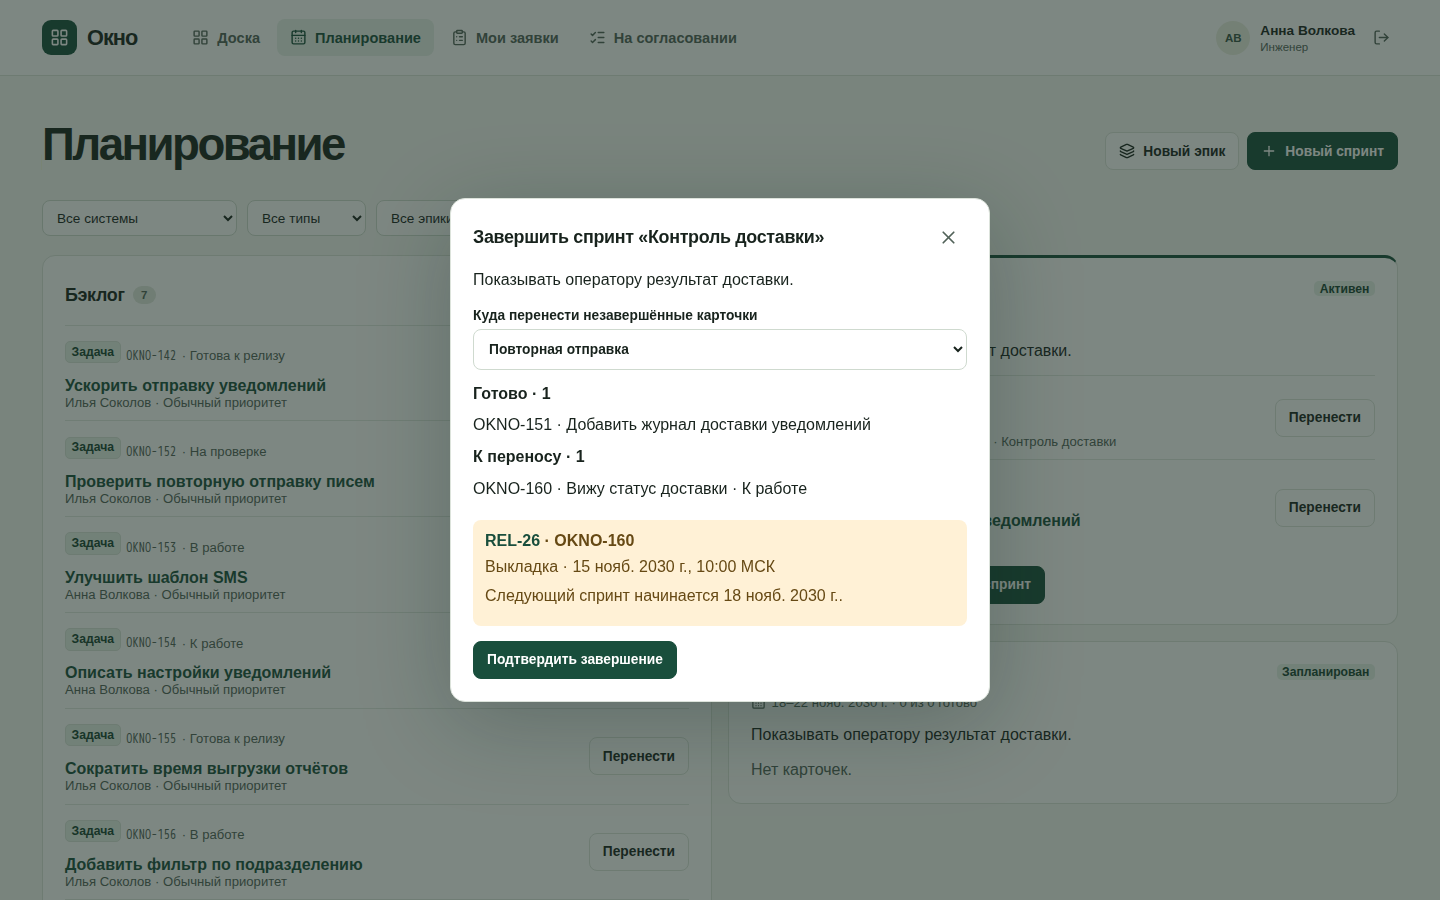 Окно
Доска
Планирование
Мои заявки
На согласовании
АВ
Анна Волкова
Инженер
Планирование
Новый эпик
Новый спринт
Все системы
Все типы
Все эпики
Бэклог 7
Задача OKNO-142 · Готова к релизу
Ускорить отправку уведомлений
Илья Соколов · Обычный приоритет
Задача OKNO-152 · На проверке
Проверить повторную отправку писем
Илья Соколов · Обычный приоритет
Задача OKNO-153 · В работе
Улучшить шаблон SMS
Анна Волкова · Обычный приоритет
Задача OKNO-154 · К работе
Описать настройки уведомлений
Анна Волкова · Обычный приоритет
Задача OKNO-155 · Готова к релизу
Сократить время выгрузки отчётов
Илья Соколов · Обычный приоритет
Перенести
Задача OKNO-156 · В работе
Добавить фильтр по подразделению
Илья Соколов · Обычный приоритет
Перенести
Завершить спринт «Контроль доставки»
Показывать оператору результат доставки.
Куда перенести незавершённые карточки
Повторная отправка
Готово · 1
OKNO-151 · Добавить журнал доставки уведомлений
К переносу · 1
OKNO-160 · Вижу статус доставки · К работе
REL-26 · OKNO-160
Выкладка · 15 нояб. 2030 г., 10:00 МСК
Следующий спринт начинается 18 нояб. 2030 г..
Подтвердить завершение
Активен
доставки.
· Контроль доставки
Перенести
Перенести
Запланирован
18–22 нояб. 2030 г. · 0 из 0 готово
Показывать оператору результат доставки.
Нет карточек.